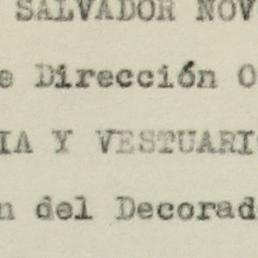 SALVADOR NOV
e Dirección O
IA Y VESTUARI
n del Decorad